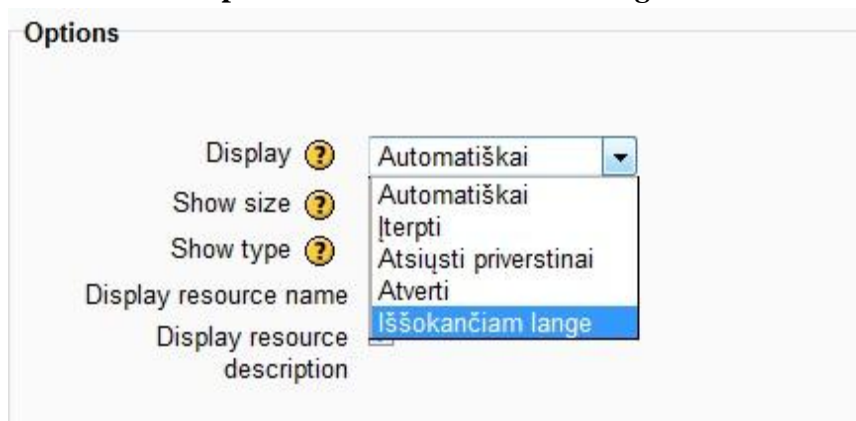 Options
Display Automatiškai
Automatiškai
Show size
Įterpti
Show type
Atsiųsti priverstinai
Display resource name
Atverti
Iššokančiam lange
Display resource
description